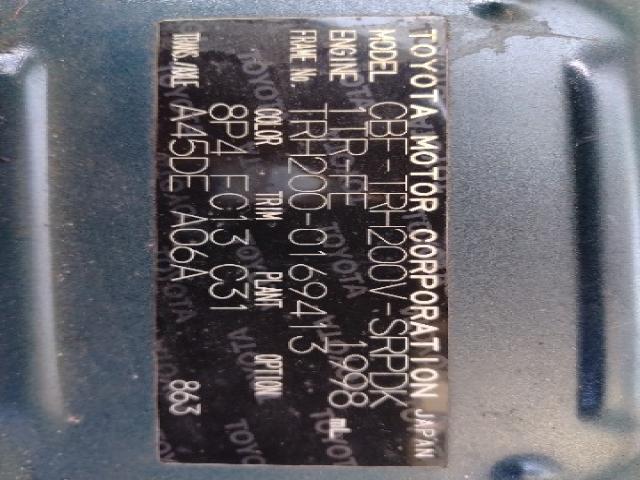 TOYOTA MOTOR CORPORATION JAPAN
MODEL CBF-TRH200V-SRPDK
ENGINE 1TR-FE 1998 mL
FRAME No. TRH200-0169413
COLOR TRIM PLANT OPTION
8P4 FC13 C31
TRANS./AXLE A45DE A06A 863